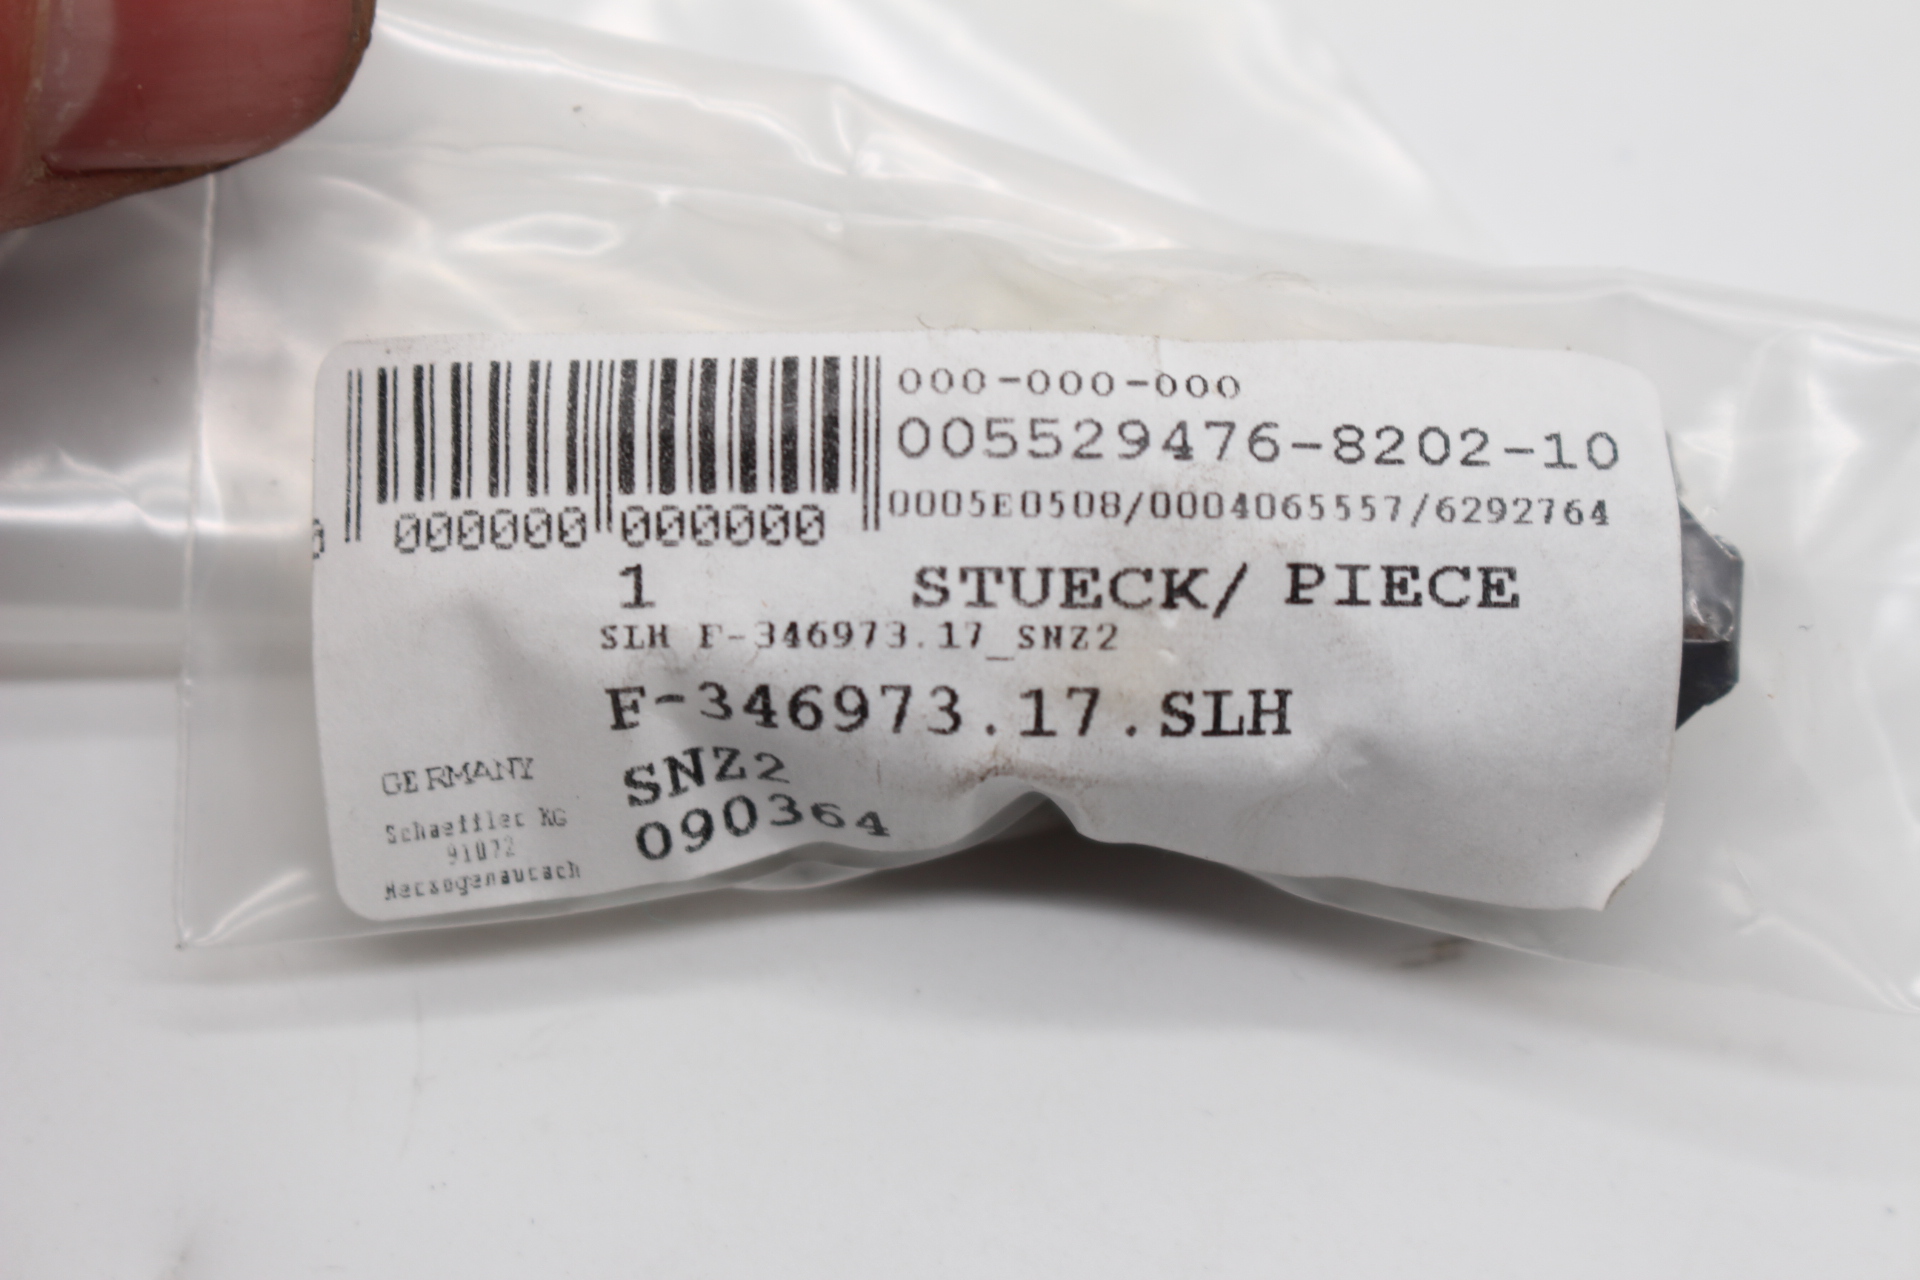 000-000-000
005529476-8202-10
0005E0508/0004065557/6292764
0 000000 000000
1 STUECK/ PIECE
SLH F-346973.17_SNZ2
F-346973.17.SLH
SNZ2
090364
GERMANY
Schaeffler KG
91072
Herzogenaurach